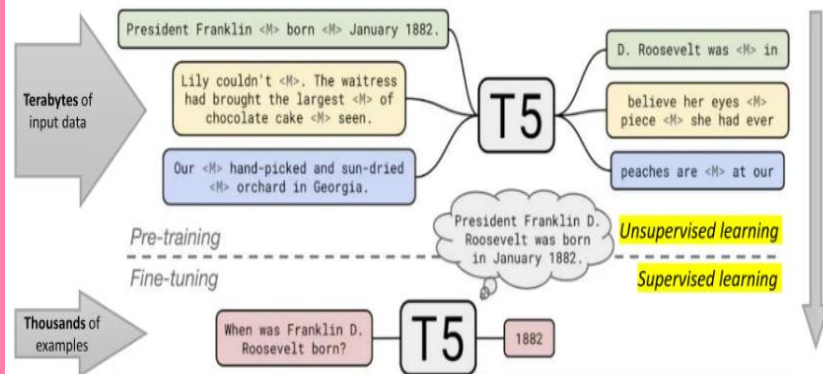 President Franklin <M> born <M> January 1882.
D. Roosevelt was <M> in
Terabytes of
input data
Lily couldn't <M>. The waitress
had brought the largest <M> of
chocolate cake <M> seen.
T5
believe her eyes <M>
piece <M> she had ever
Our <M> hand-picked and sun-dried
<M> orchard in Georgia.
peaches are <M> at our
President Franklin D.
Roosevelt was born
in January 1882.
Pre-training
Unsupervised learning
Fine-tuning
Supervised learning
Thousands of
examples
When was Franklin D.
Roosevelt born?
T5
1882